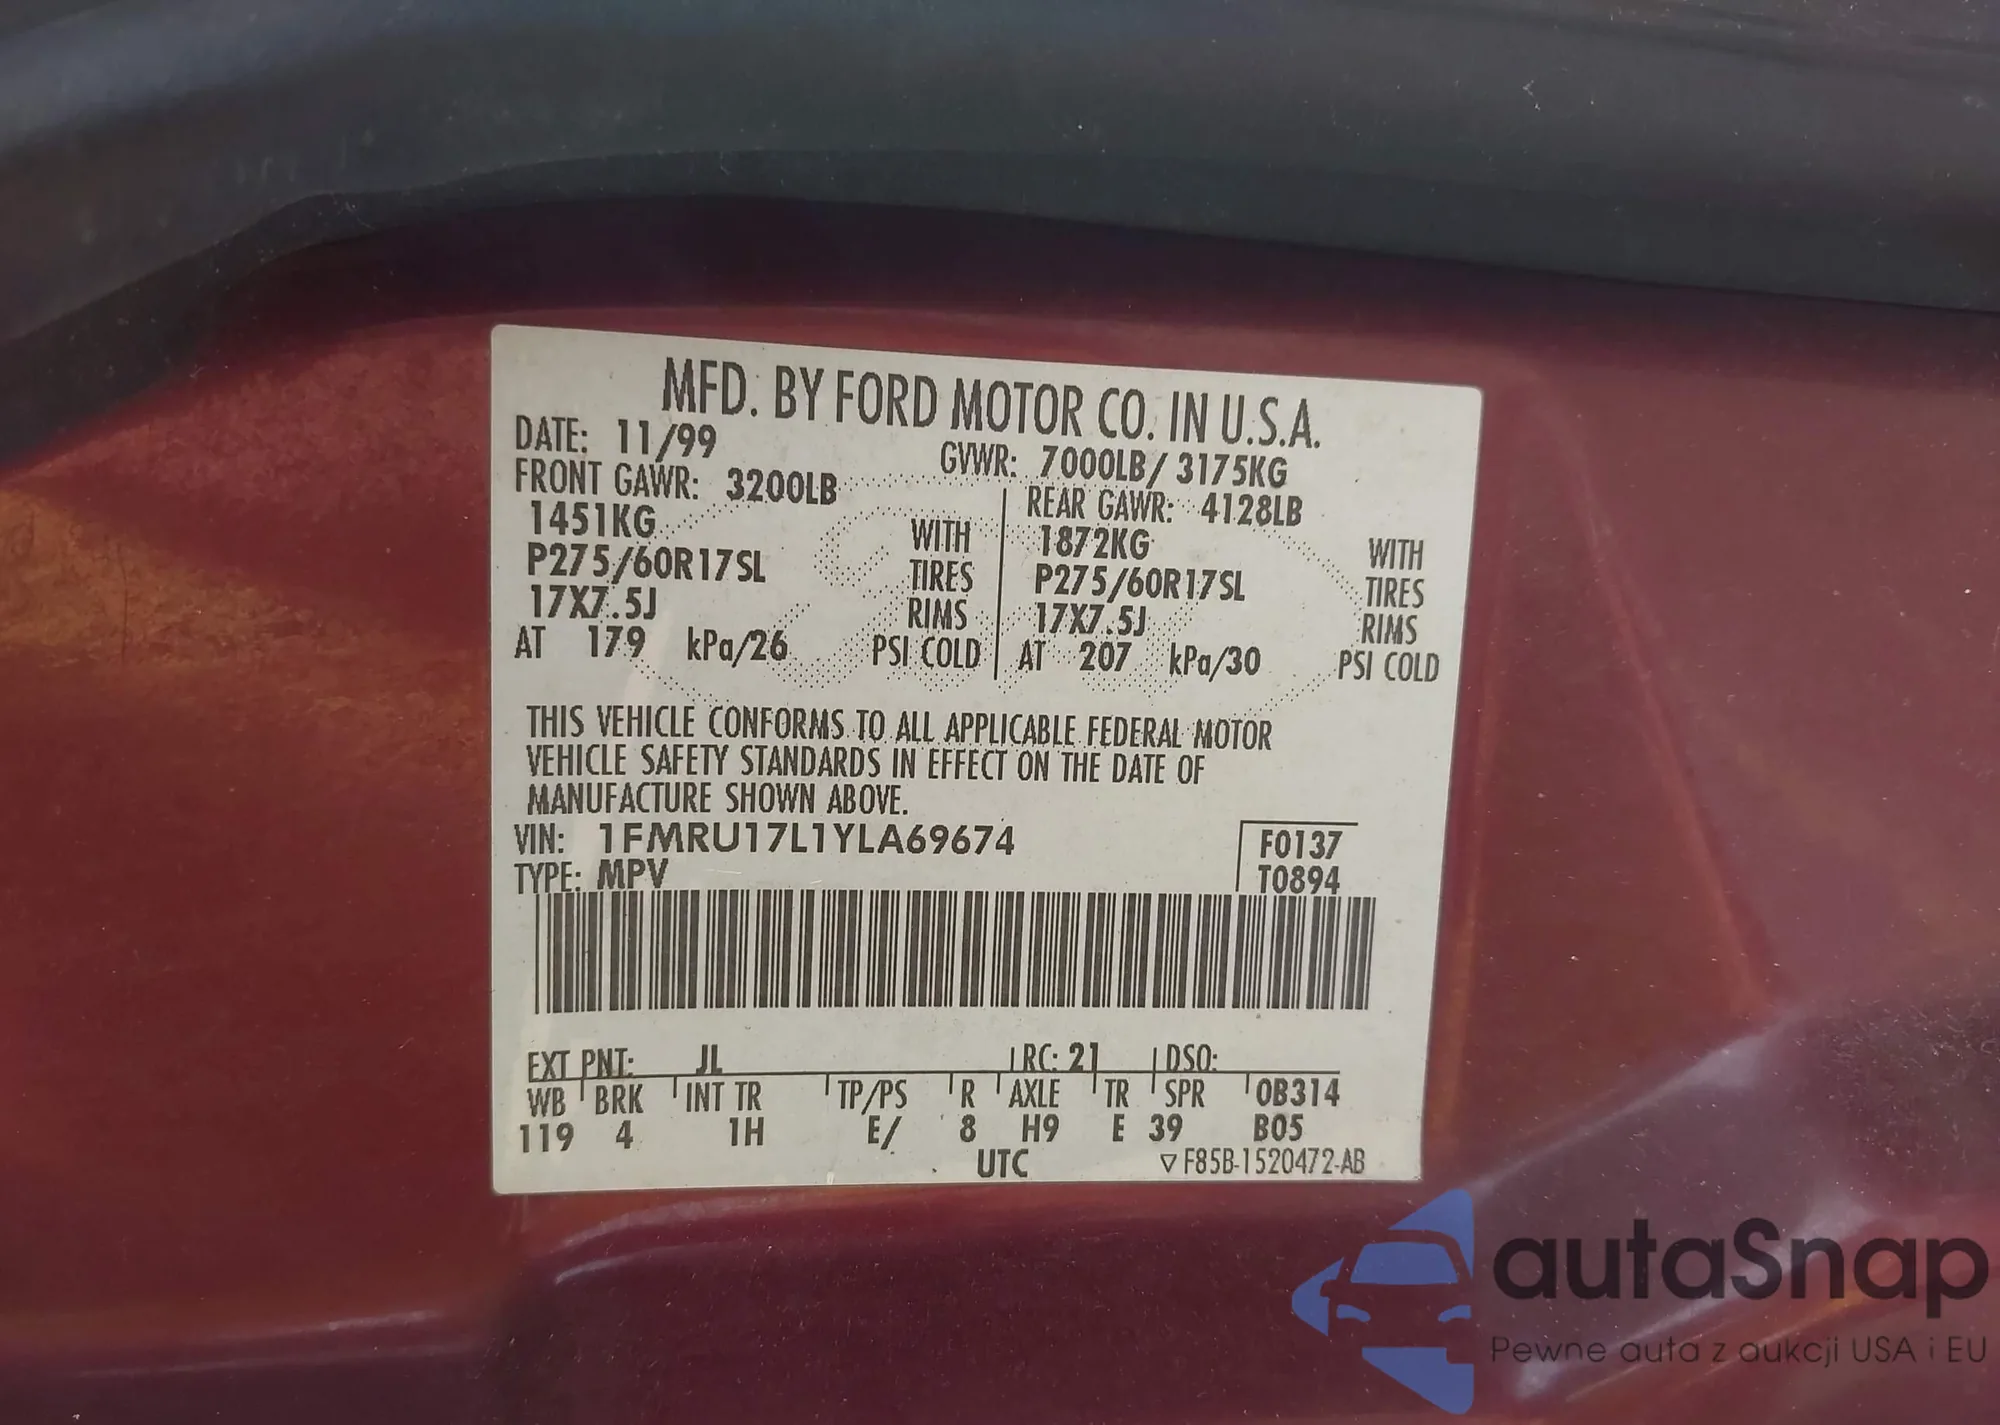 MFD. BY FORD MOTOR CO. IN U.S.A.
DATE: 11/99 GVWR: 7000LB/ 3175KG
FRONT GAWR: 3200LB REAR GAWR: 4128LB
1451KG WITH 1872KG WITH
P275/60R17SL TIRES P275/60R17SL TIRES
17X7.5J RIMS 17X7.5J RIMS
AT 179 kPa/26 PSI COLD AT 207 kPa/30 PSI COLD
THIS VEHICLE CONFORMS TO ALL APPLICABLE FEDERAL MOTOR
VEHICLE SAFETY STANDARDS IN EFFECT ON THE DATE OF
MANUFACTURE SHOWN ABOVE.
VIN: 1FMRU17L1YLA69674 F0137
TYPE: MPV T0894
EXT PNT: JL RC: 21 DSO:
WB BRK INT TR TP/PS R AXLE TR SPR 0B314
119 4 1H E/ 8 H9 E 39 B05
UTC ▽ F85B-1520472-AB
autaSnap
Pewne auta z aukcji USA i EU